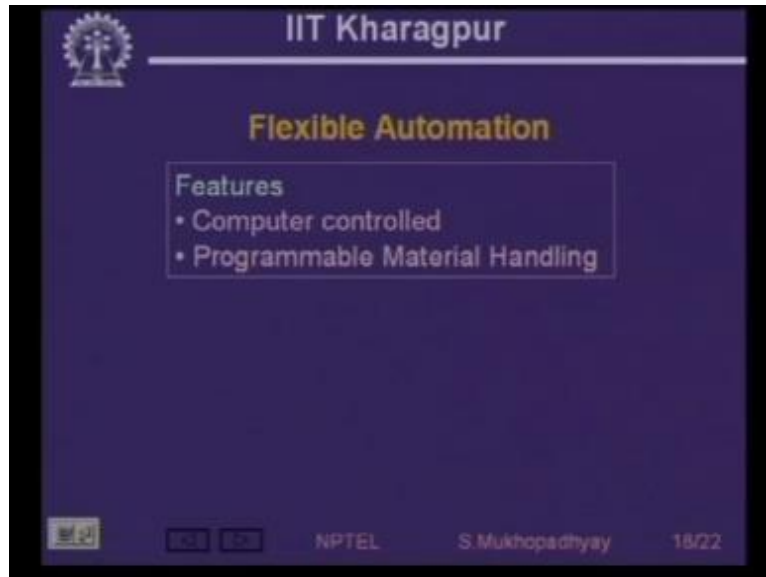 IIT Kharagpur
Flexible Automation
Features
• Computer controlled
• Programmable Material Handling
NPTEL S.Mukhopadhyay 18/22